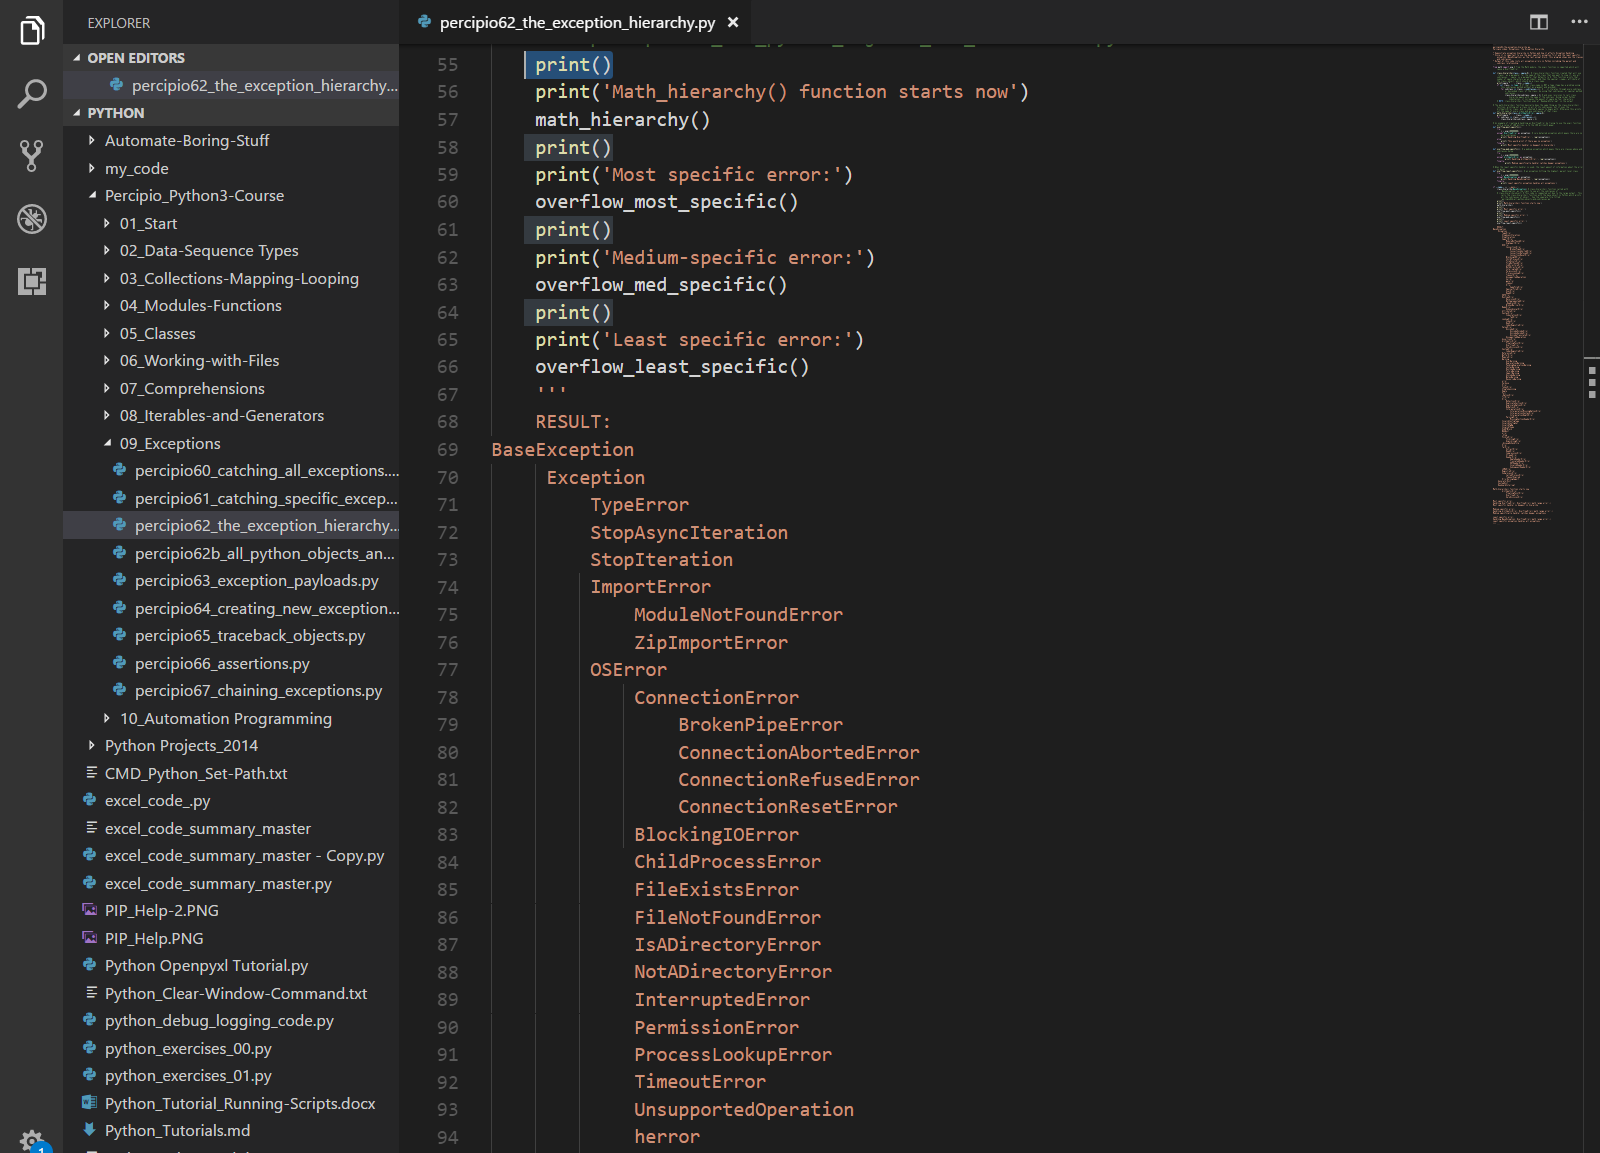 EXPLORER
OPEN EDITORS
percipio62_the_exception_hierarchy...
PYTHON
Automate-Boring-Stuff
my_code
Percipio_Python3-Course
01_Start
02_Data-Sequence Types
03_Collections-Mapping-Looping
04_Modules-Functions
05_Classes
06_Working-with-Files
07_Comprehensions
08_Iterables-and-Generators
09_Exceptions
percipio60_catching_all_exceptions....
percipio61_catching_specific_excep...
percipio62_the_exception_hierarchy...
percipio62b_all_python_objects_an...
percipio63_exception_payloads.py
percipio64_creating_new_exception...
percipio65_traceback_objects.py
percipio66_assertions.py
percipio67_chaining_exceptions.py
10_Automation Programming
Python Projects_2014
CMD_Python_Set-Path.txt
excel_code_.py
excel_code_summary_master
excel_code_summary_master - Copy.py
excel_code_summary_master.py
PIP_Help-2.PNG
PIP_Help.PNG
Python Openpyxl Tutorial.py
Python_Clear-Window-Command.txt
python_debug_logging_code.py
python_exercises_00.py
python_exercises_01.py
Python_Tutorial_Running-Scripts.docx
Python_Tutorials.md
1
percipio62_the_exception_hierarchy.py
55 print()
56 print('Math_hierarchy() function starts now')
57 math_hierarchy()
58 print()
59 print('Most specific error:')
60 overflow_most_specific()
61 print()
62 print('Medium-specific error:')
63 overflow_med_specific()
64 print()
65 print('Least specific error:')
66 overflow_least_specific()
67 '''
68 RESULT:
69 BaseException
70 Exception
71 TypeError
72 StopAsyncIteration
73 StopIteration
74 ImportError
75 ModuleNotFoundError
76 ZipImportError
77 OSError
78 ConnectionError
79 BrokenPipeError
80 ConnectionAbortedError
81 ConnectionRefusedError
82 ConnectionResetError
83 BlockingIOError
84 ChildProcessError
85 FileExistsError
86 FileNotFoundError
87 IsADirectoryError
88 NotADirectoryError
89 InterruptedError
90 PermissionError
91 ProcessLookupError
92 TimeoutError
93 UnsupportedOperation
94 herror